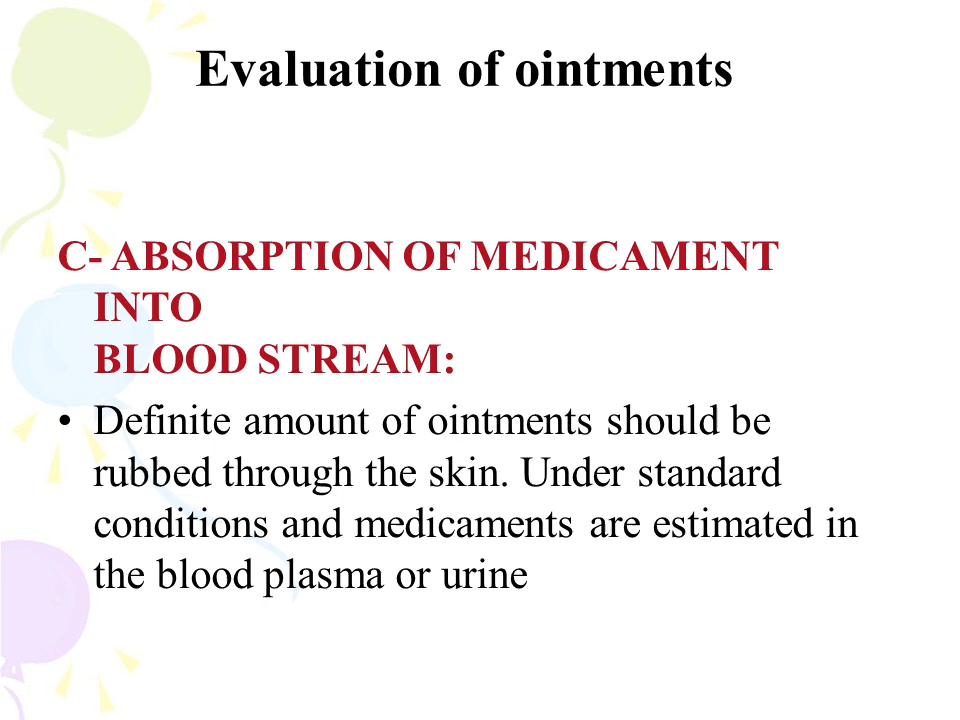 Evaluation of ointments
C- ABSORPTION OF MEDICAMENT
INTO
BLOOD STREAM:
• Definite amount of ointments should be
rubbed through the skin. Under standard
conditions and medicaments are estimated in
the blood plasma or urine